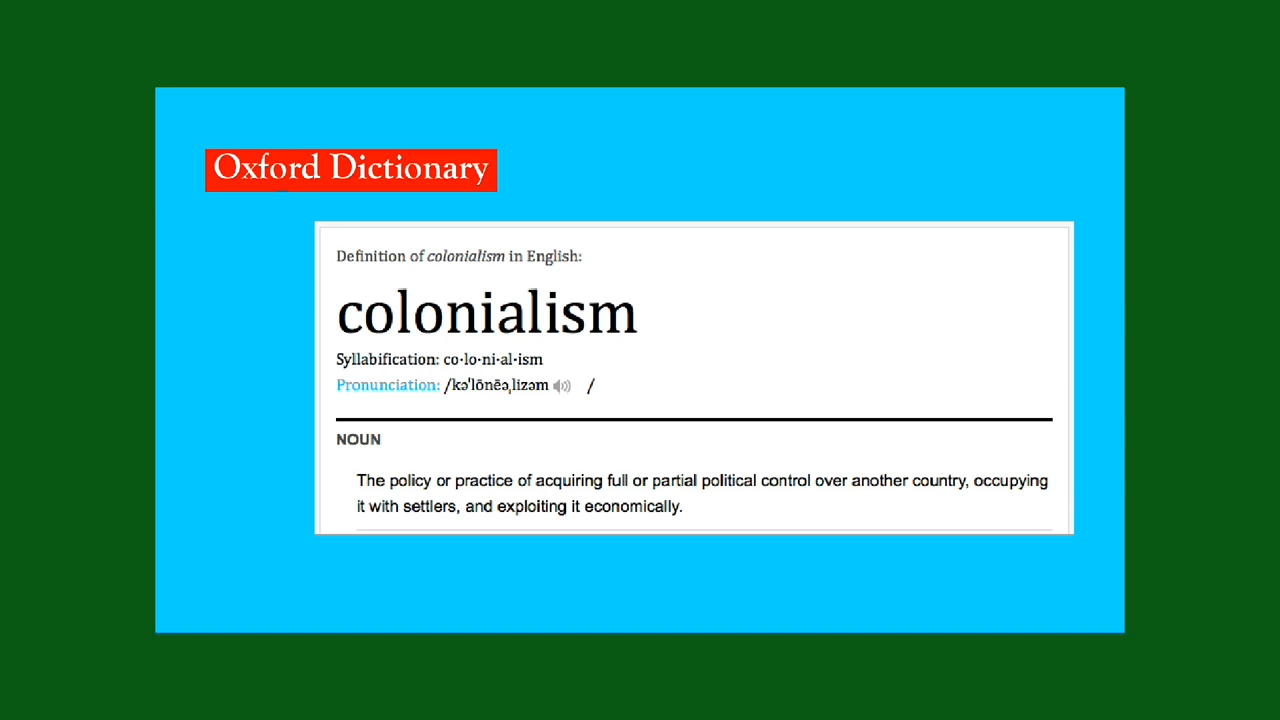 Oxford Dictionary
Definition of colonialism in English:
colonialism
Syllabification: co·lo·ni·al·ism
Pronunciation: /kəˈlōnēəˌlizəm /
NOUN
The policy or practice of acquiring full or partial political control over another country, occupying
it with settlers, and exploiting it economically.